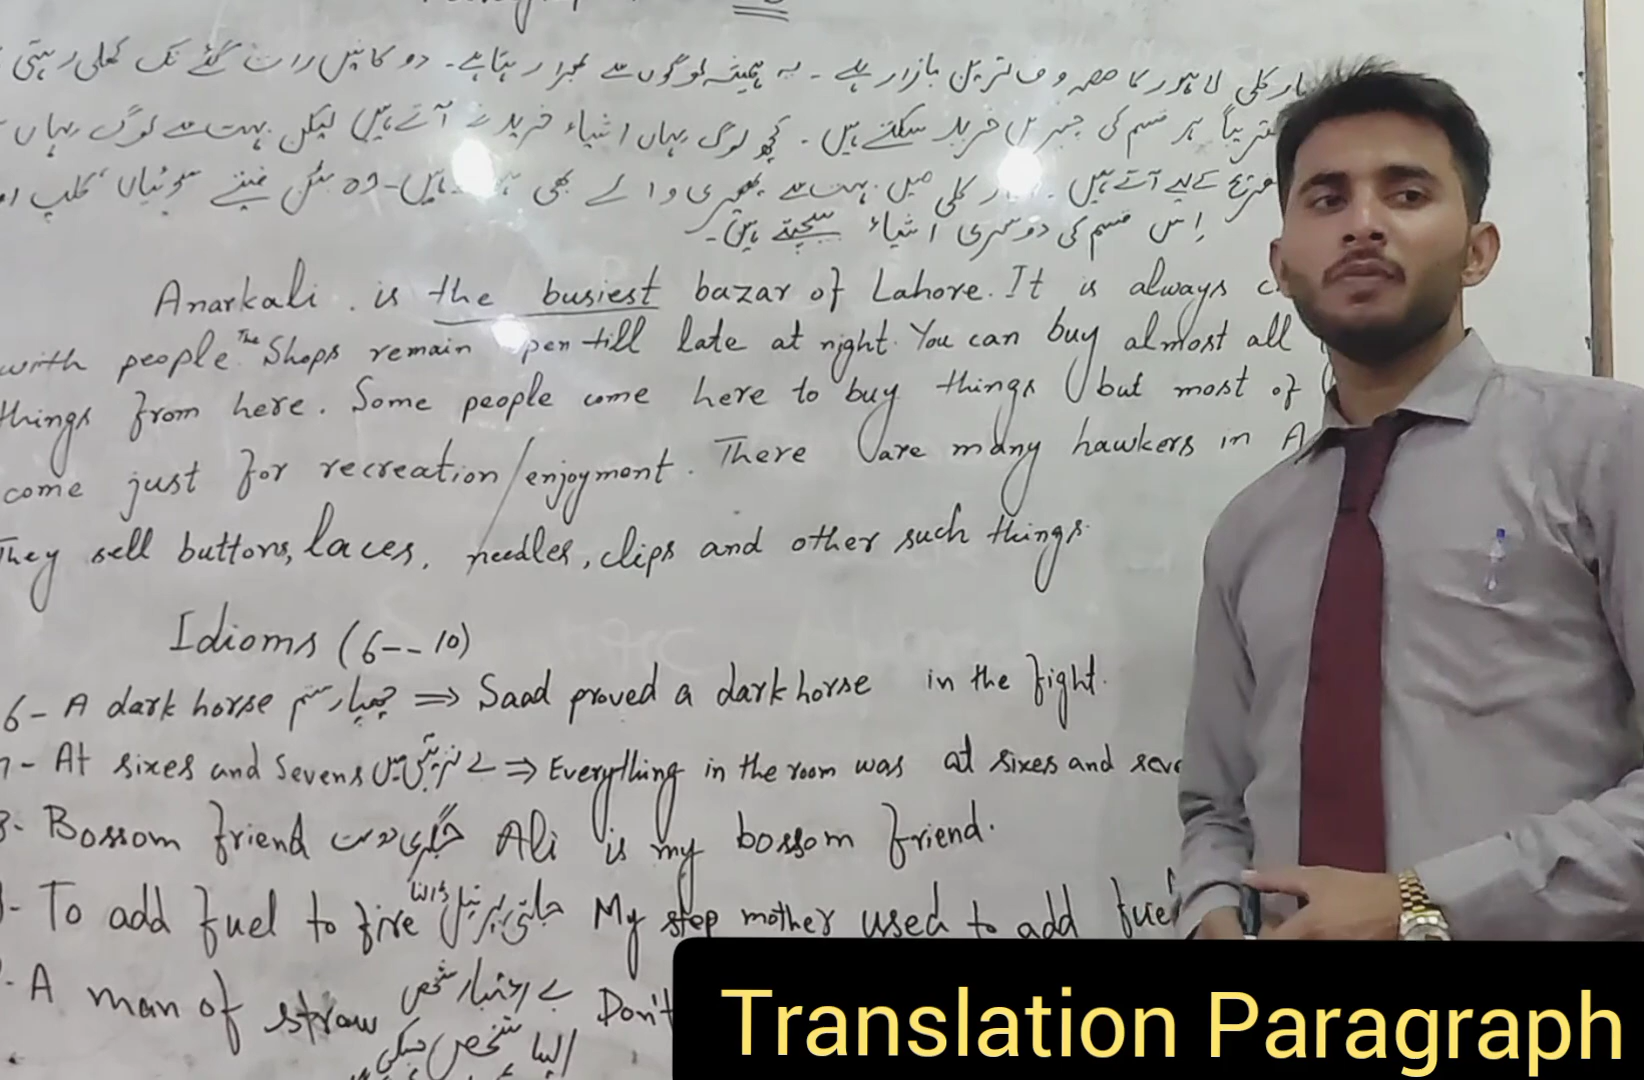 لاہور کا مصروف ترین بازار ہے ۔ یہ ہمیشہ لوگوں سے بھرا رہتا ہے ۔ دوکانیں رات گئے تک کھلی رہتی
ہر قسم کی چیزیں خرید سکتے ہیں ۔ کچھ لوگ یہاں اشیاء خریدنے آتے ہیں لیکن بہت سے لوگ یہاں
کے لیے آتے ہیں ۔ کلی میں بہت سے پھیری والے بھی ہیں ۔ وہ بٹن فیتے سوئیاں کلپ
اِس قسم کی دوسری اشیاء بیچتے ہیں ۔
Anarkali . is the busiest bazar of Lahore. It is always
with people. The Shops remain open till late at night. You can buy almost all
things from here. Some people come here to buy things but most of
come just for recreation/enjoyment. There are many hawkers in A
They sell buttons, laces, needles, clips and other such things.
Idioms (6--10)
6- A dark horse چھپا رستم ⇒ Saad proved a dark horse in the fight.
7- At sixes and Sevens بے ترتیبی میں ⇒ Everything in the room was at sixes and seve
8- Bossom friend جگری دوست Ali is my bossom friend.
9- To add fuel to fire جلتی پر تیل ڈالنا My step mother used to add fuel
- A man of straw بے اعتبار شخص Don't
ایسا شخص جسکی
Translation Paragraph